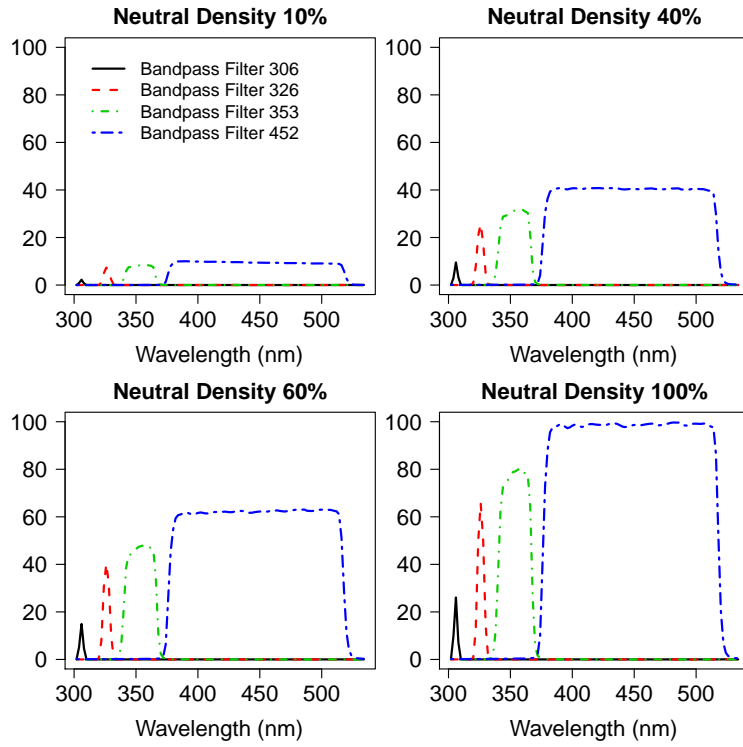 Neutral Density 10%
100
80
60
40
20
0
Bandpass Filter 306
Bandpass Filter 326
Bandpass Filter 353
Bandpass Filter 452
300 350 400 450 500
Wavelength (nm)
Neutral Density 40%
100
80
60
40
20
0
300 350 400 450 500
Wavelength (nm)
Neutral Density 60%
100
80
60
40
20
0
300 350 400 450 500
Wavelength (nm)
Neutral Density 100%
100
80
60
40
20
0
300 350 400 450 500
Wavelength (nm)